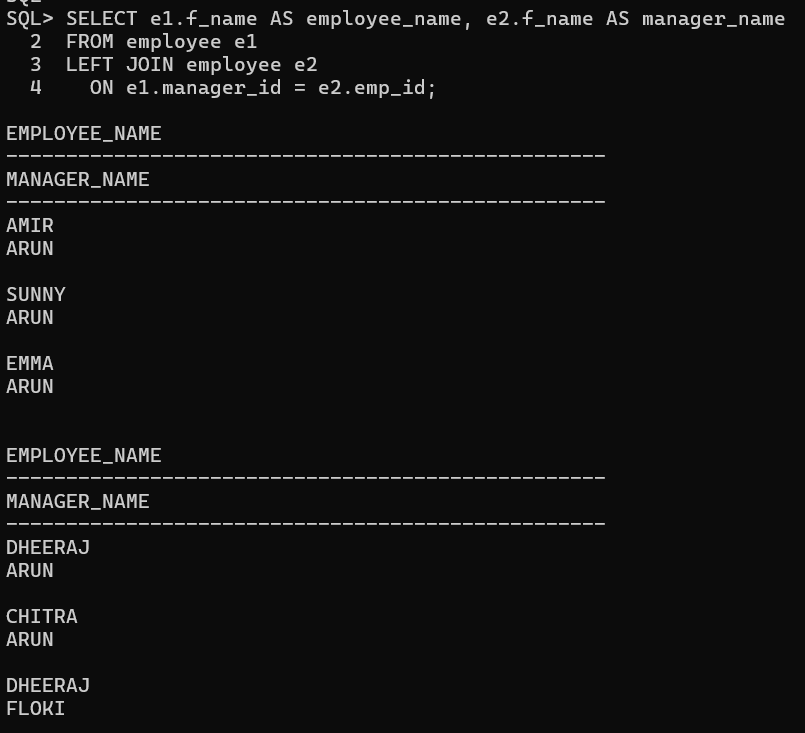 SQL> SELECT e1.f_name AS employee_name, e2.f_name AS manager_name
  2  FROM employee e1
  3  LEFT JOIN employee e2
  4    ON e1.manager_id = e2.emp_id;
EMPLOYEE_NAME
--------------------------------------------------
MANAGER_NAME
--------------------------------------------------
AMIR
ARUN
SUNNY
ARUN
EMMA
ARUN
EMPLOYEE_NAME
--------------------------------------------------
MANAGER_NAME
--------------------------------------------------
DHEERAJ
ARUN
CHITRA
ARUN
DHEERAJ
FLOKI